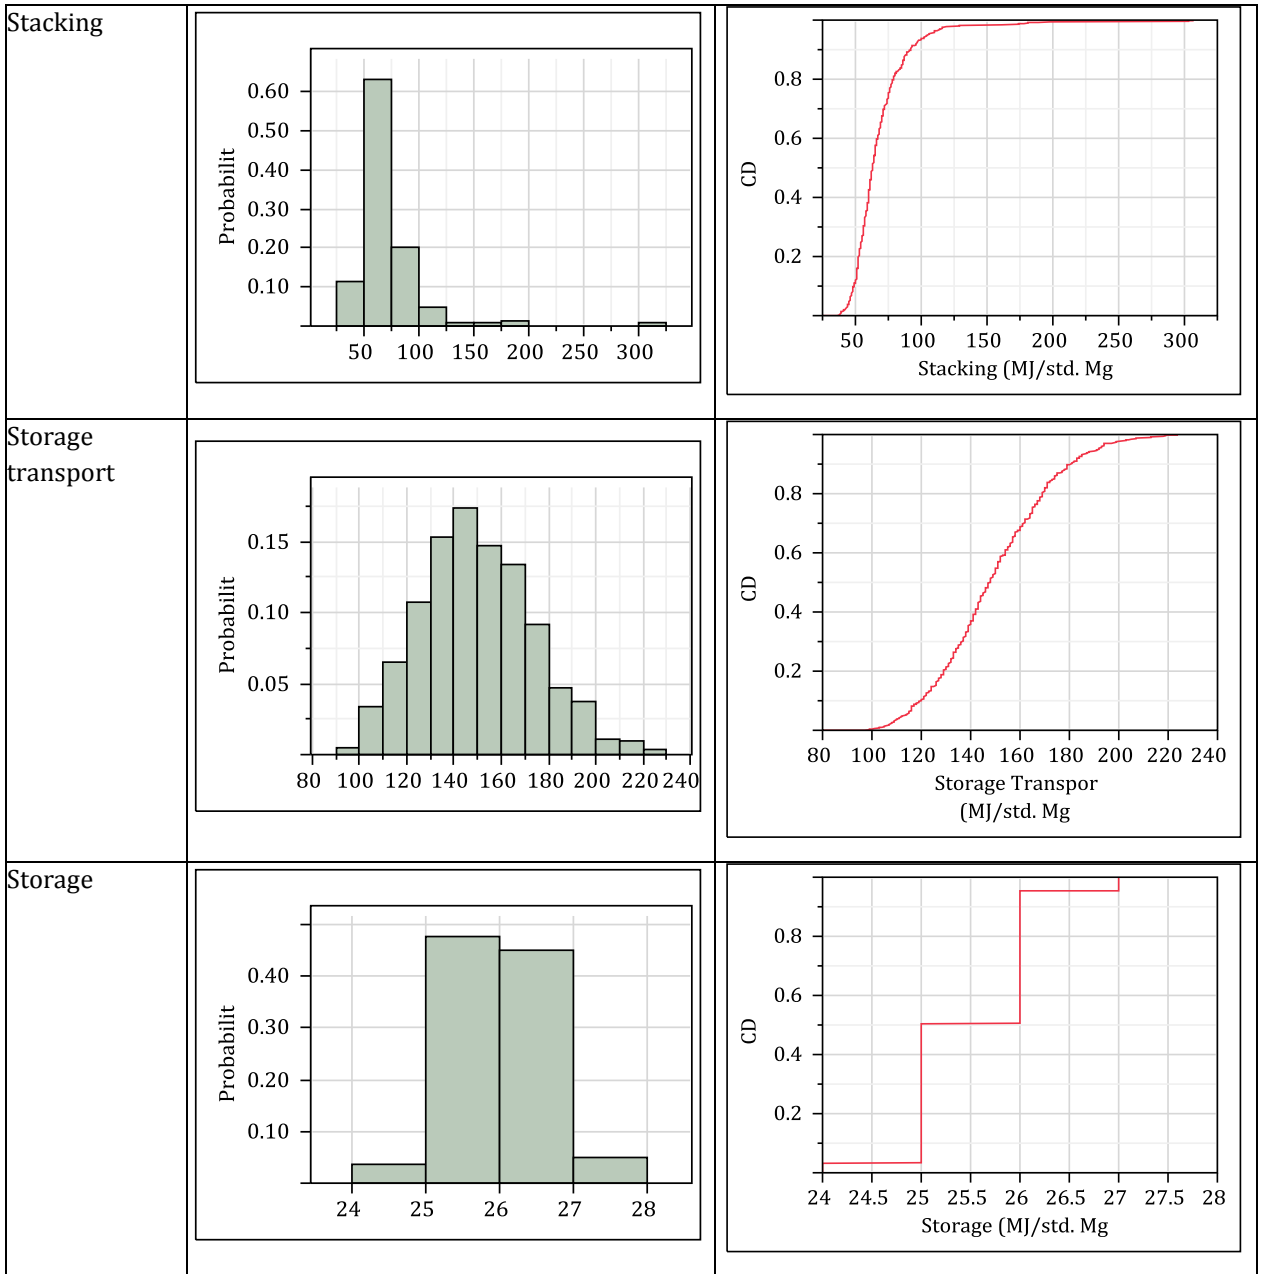 Stacking
0.60
0.50
0.40
0.30
0.20
0.10
Probabilit
50 100 150 200 250 300
0.8
0.6
0.4
0.2
CD
50 100 150 200 250 300
Stacking (MJ/std. Mg
Storage
transport
0.15
0.10
0.05
Probabilit
80 100 120 140 160 180 200 220 240
0.8
0.6
0.4
0.2
CD
80 100 120 140 160 180 200 220 240
Storage Transpor
(MJ/std. Mg
Storage
0.40
0.30
0.20
0.10
Probabilit
24 25 26 27 28
0.8
0.6
0.4
0.2
CD
24 24.5 25 25.5 26 26.5 27 27.5 28
Storage (MJ/std. Mg